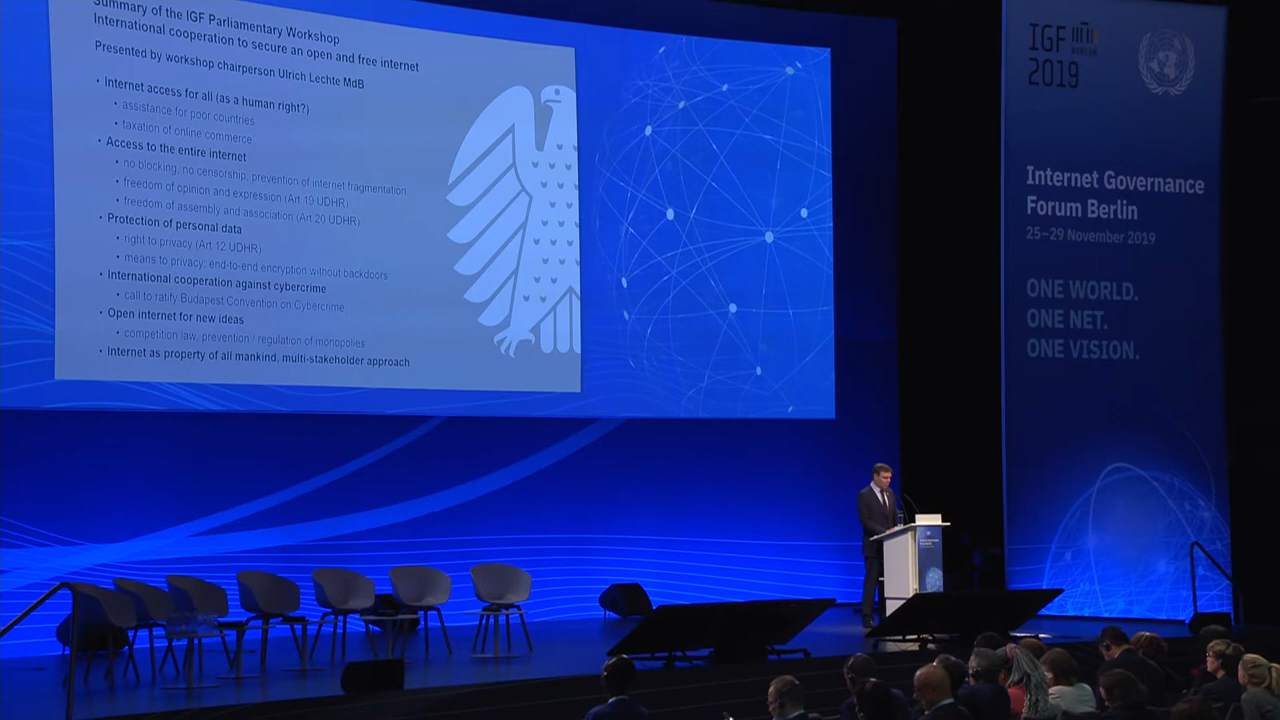 Summary of the IGF Parliamentary Workshop
International cooperation to secure an open and free internet
Presented by workshop chairperson Ulrich Lechte MdB
• Internet access for all (as a human right?)
• assistance for poor countries
• taxation of online commerce
• Access to the entire internet
• no blocking, no censorship, prevention of internet fragmentation
• freedom of opinion and expression (Art 19 UDHR)
• freedom of assembly and association (Art 20 UDHR)
• Protection of personal data
• right to privacy (Art 12 UDHR)
• means to privacy: end-to-end encryption without backdoors
• International cooperation against cybercrime
• call to ratify Budapest Convention on Cybercrime
• Open internet for new ideas
• competition law, prevention / regulation of monopolies
• Internet as property of all mankind, multi-stakeholder approach
IGF
BERLIN
2019
Internet Governance
Forum Berlin
25–29 November 2019
ONE WORLD.
ONE NET.
ONE VISION.